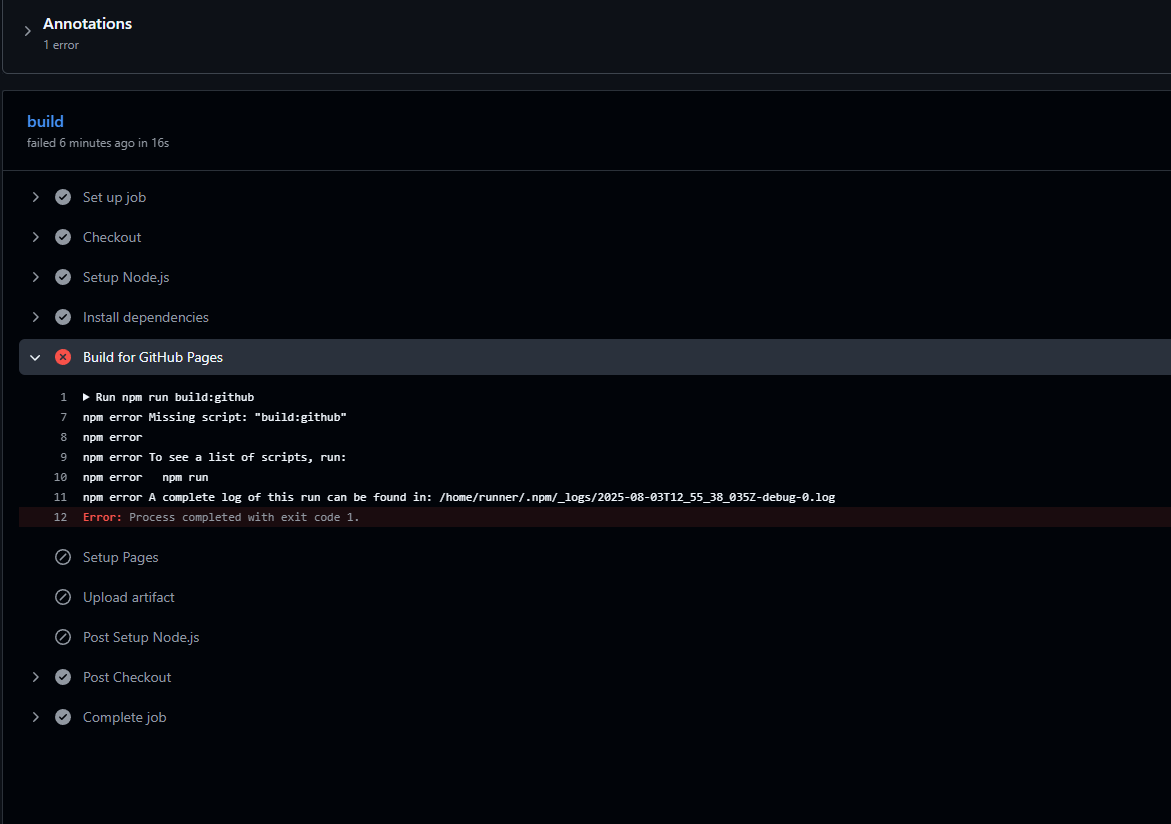 Annotations
1 error
build
failed 6 minutes ago in 16s
Set up job
Checkout
Setup Node.js
Install dependencies
Build for GitHub Pages
1 ▶ Run npm run build:github
7 npm error Missing script: "build:github"
8 npm error
9 npm error To see a list of scripts, run:
10 npm error   npm run
11 npm error A complete log of this run can be found in: /home/runner/.npm/_logs/2025-08-03T12_55_38_035Z-debug-0.log
12 Error: Process completed with exit code 1.
Setup Pages
Upload artifact
Post Setup Node.js
Post Checkout
Complete job